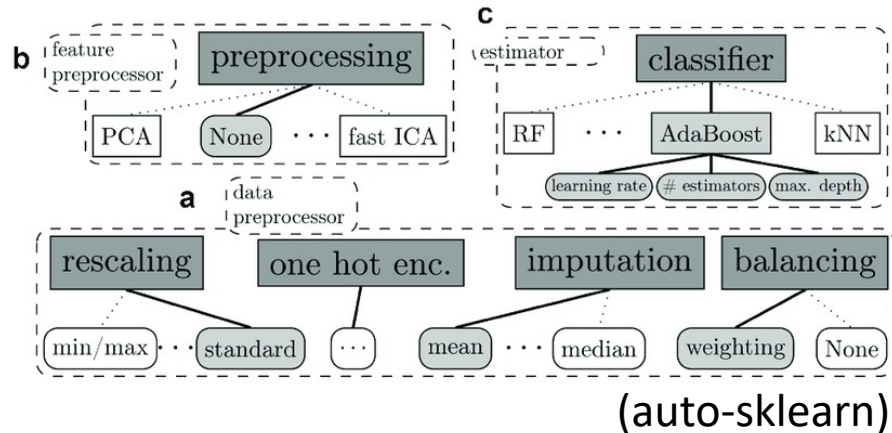 b
feature
preprocessor
preprocessing
PCA
None
...
fast ICA
c
estimator
classifier
RF
...
AdaBoost
kNN
learning rate
# estimators
max. depth
a
data
preprocessor
rescaling
one hot enc.
imputation
balancing
min/max
...
standard
...
mean
...
median
weighting
None
(auto-sklearn)